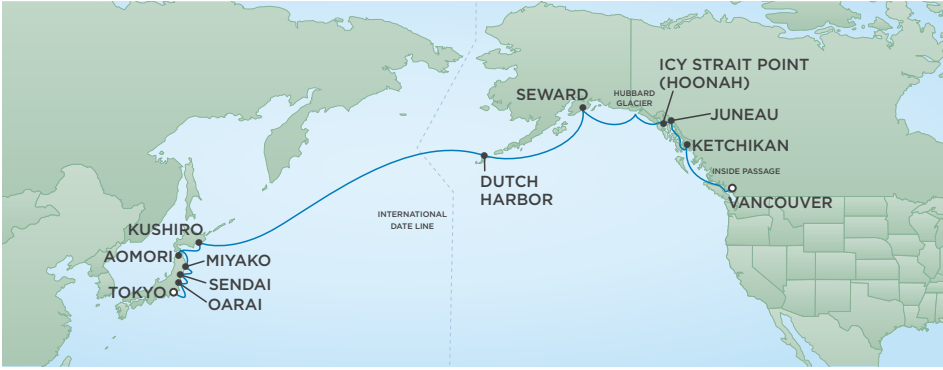 ICY STRAIT POINT
(HOONAH)
SEWARD
HUBBARD
GLACIER
JUNEAU
KETCHIKAN
INSIDE PASSAGE
DUTCH
HARBOR
VANCOUVER
INTERNATIONAL
DATE LINE
KUSHIRO
AOMORI
MIYAKO
SENDAI
TOKYO
OARAI